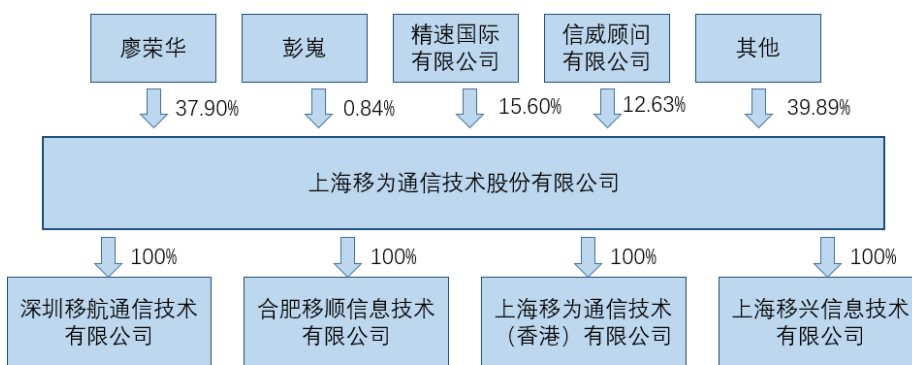 廖荣华
彭嵬
精速国际
有限公司
信威顾问
有限公司
其他
37.90%
0.84%
15.60%
12.63%
39.89%
上海移为通信技术股份有限公司
100%
100%
100%
100%
深圳移航通信技术
有限公司
合肥移顺信息技术
有限公司
上海移为通信技术
（香港）有限公司
上海移兴信息技术
有限公司